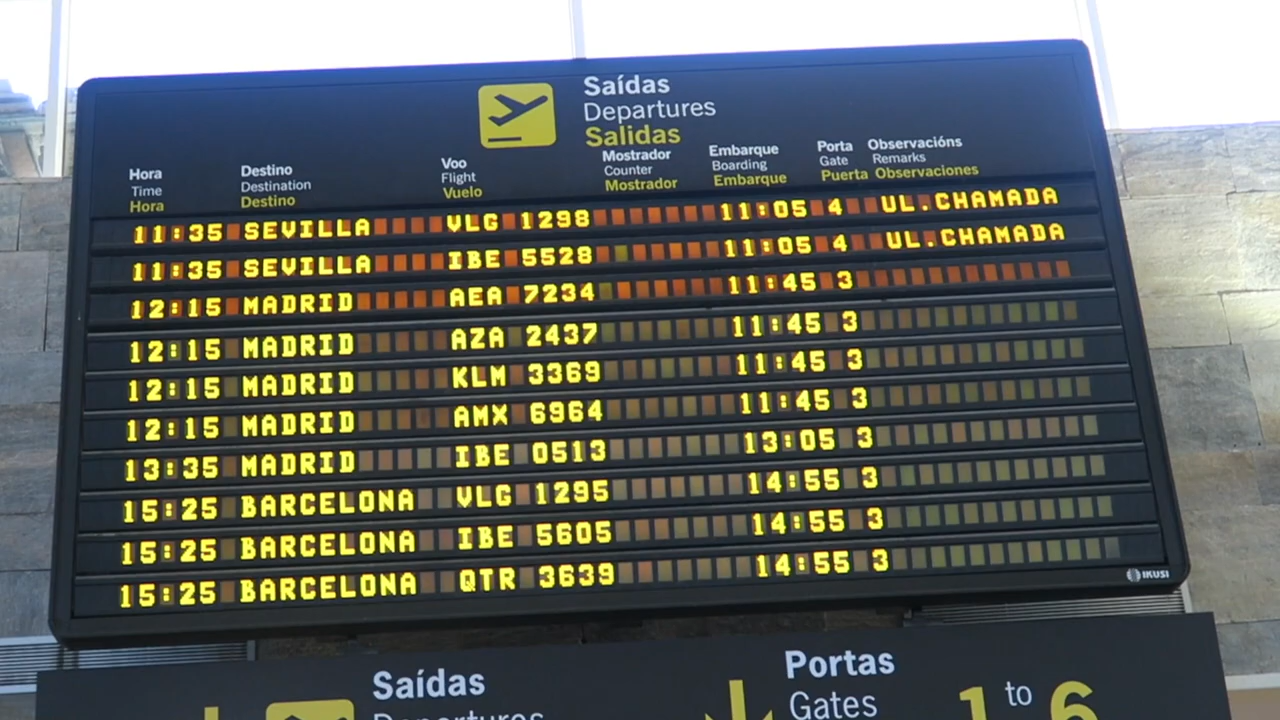 Saídas
Departures
Salidas
Hora Destino Voo Mostrador Embarque Porta Observacións
Time Destination Flight Counter Boarding Gate Remarks
Hora Destino Vuelo Mostrador Embarque Puerta Observaciones
11:35 SEVILLA VLG 1298 11:05 4 UL.CHAMADA
11:35 SEVILLA IBE 5528 11:05 4 UL.CHAMADA
12:15 MADRID AEA 7234 11:45 3
12:15 MADRID AZA 2437 11:45 3
12:15 MADRID KLM 3369 11:45 3
12:15 MADRID AMX 6964 11:45 3
13:35 MADRID IBE 0513 13:05 3
15:25 BARCELONA VLG 1295 14:55 3
15:25 BARCELONA IBE 5605 14:55 3
15:25 BARCELONA QTR 3639 14:55 3
IKUSI
Saídas Portas
Departures Gates 1 to 6